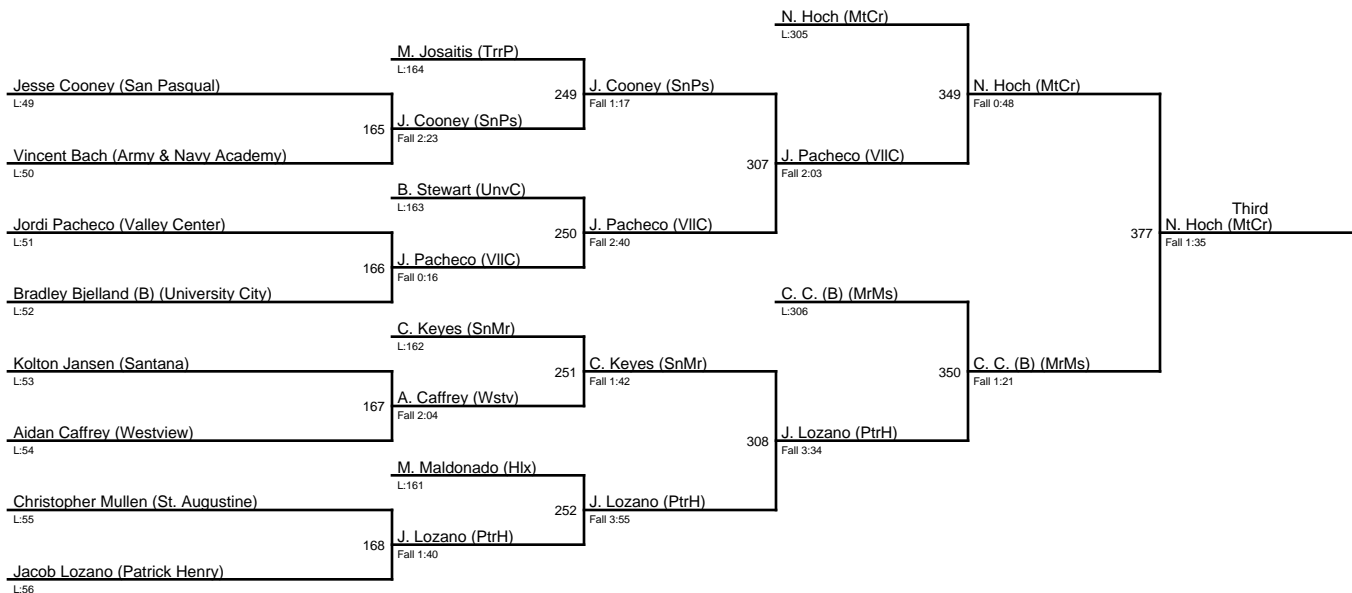 N. Hoch (MtCr)
L:305
M. Josaitis (TrrP)
L:164
Jesse Cooney (San Pasqual)
L:49
249
J. Cooney (SnPs)
Fall 1:17
349
N. Hoch (MtCr)
Fall 0:48
165
J. Cooney (SnPs)
Fall 2:23
Vincent Bach (Army & Navy Academy)
L:50
307
J. Pacheco (VllC)
Fall 2:03
B. Stewart (UnvC)
L:163
Jordi Pacheco (Valley Center)
L:51
250
J. Pacheco (VllC)
Fall 2:40
377
Third
N. Hoch (MtCr)
Fall 1:35
166
J. Pacheco (VllC)
Fall 0:16
Bradley Bjelland (B) (University City)
L:52
C. C. (B) (MrMs)
L:306
C. Keyes (SnMr)
L:162
Kolton Jansen (Santana)
L:53
251
C. Keyes (SnMr)
Fall 1:42
350
C. C. (B) (MrMs)
Fall 1:21
167
A. Caffrey (Wstv)
Fall 2:04
Aidan Caffrey (Westview)
L:54
308
J. Lozano (PtrH)
Fall 3:34
M. Maldonado (Hlx)
L:161
Christopher Mullen (St. Augustine)
L:55
252
J. Lozano (PtrH)
Fall 3:55
168
J. Lozano (PtrH)
Fall 1:40
Jacob Lozano (Patrick Henry)
L:56